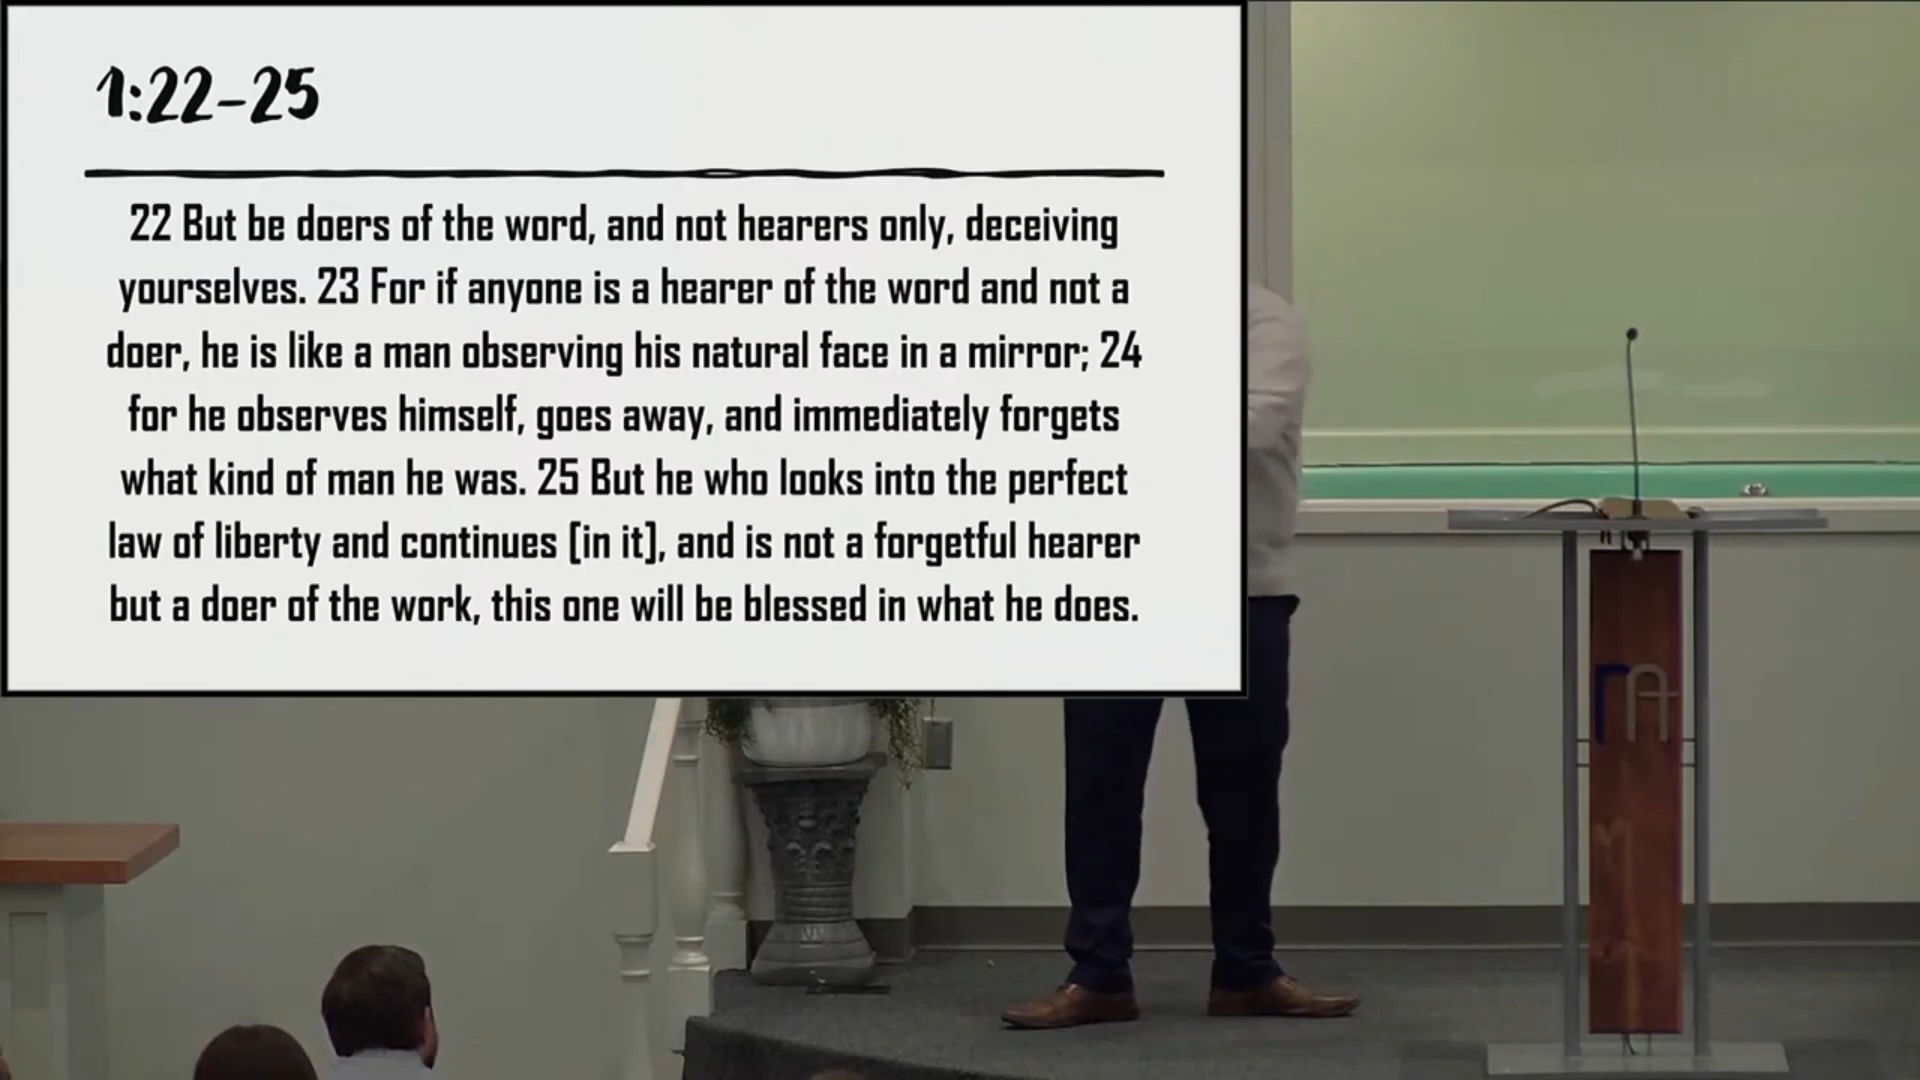 1:22-25
22 But be doers of the word, and not hearers only, deceiving
yourselves. 23 For if anyone is a hearer of the word and not a
doer, he is like a man observing his natural face in a mirror; 24
for he observes himself, goes away, and immediately forgets
what kind of man he was. 25 But he who looks into the perfect
law of liberty and continues [in it], and is not a forgetful hearer
but a doer of the work, this one will be blessed in what he does.